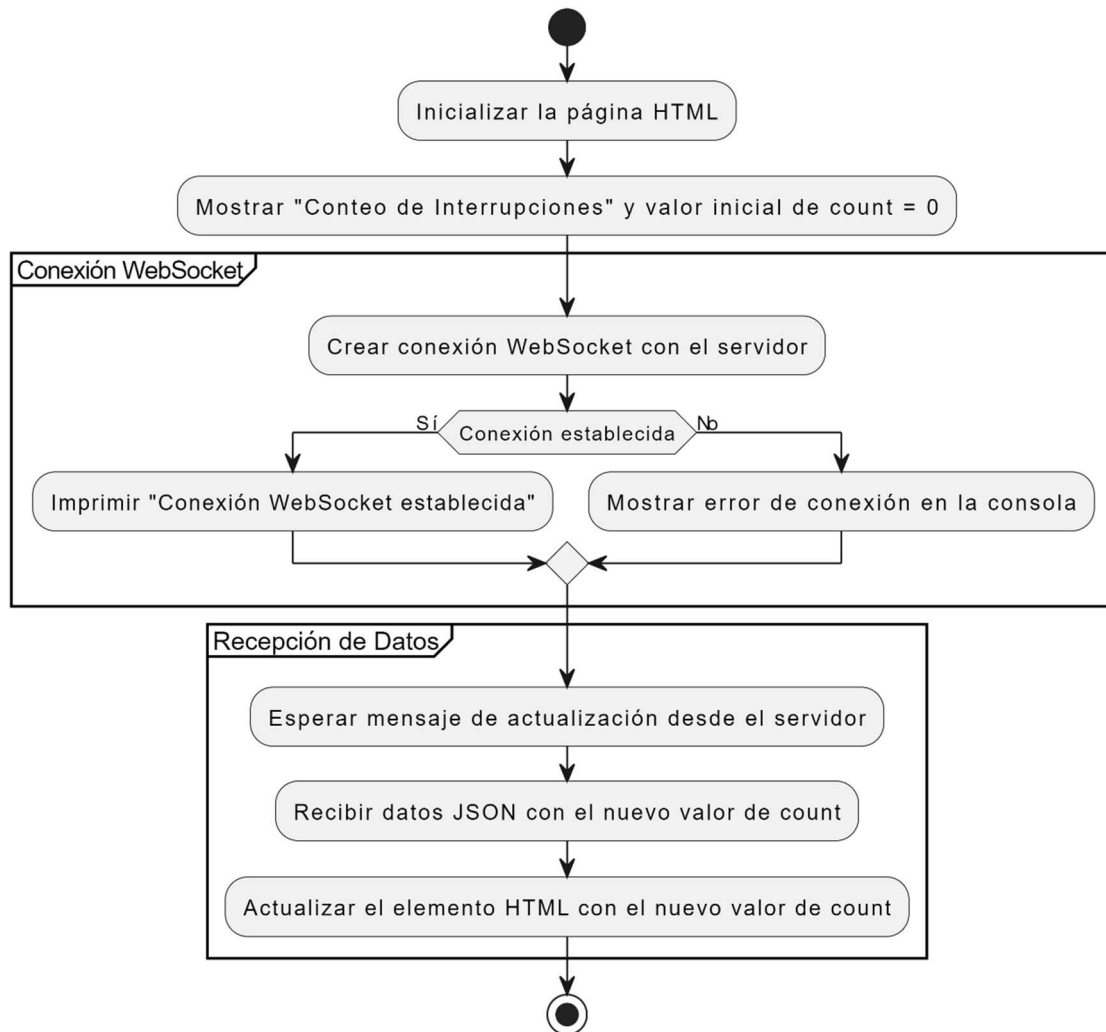 Inicializar la página HTML
Mostrar "Conteo de Interrupciones" y valor inicial de count = 0
Conexión WebSocket
Crear conexión WebSocket con el servidor
Sí
Conexión establecida
No
Imprimir "Conexión WebSocket establecida"
Mostrar error de conexión en la consola
Recepción de Datos
Esperar mensaje de actualización desde el servidor
Recibir datos JSON con el nuevo valor de count
Actualizar el elemento HTML con el nuevo valor de count